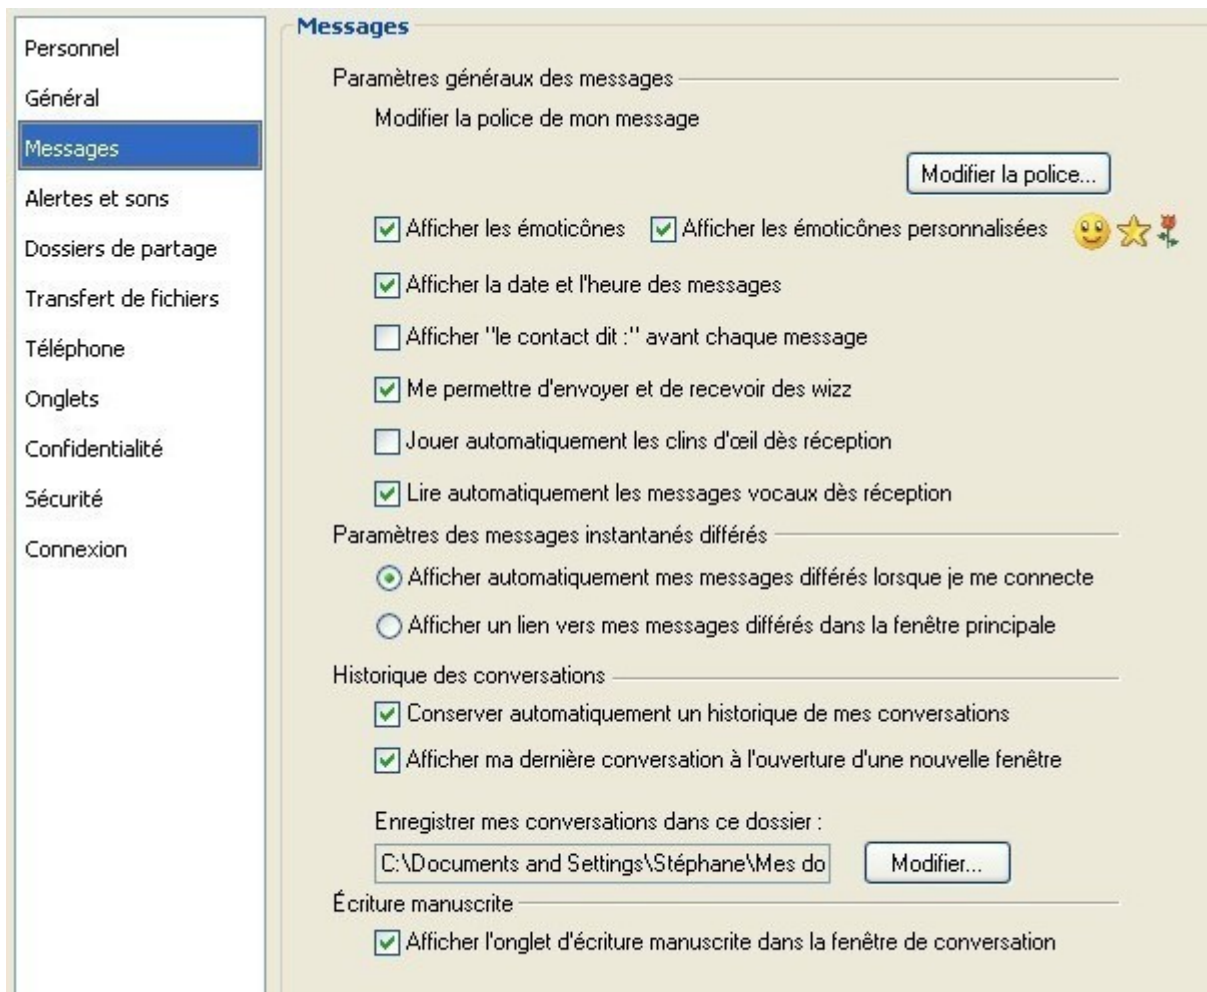 Personnel
Général
Messages
Alertes et sons
Dossiers de partage
Transfert de fichiers
Téléphone
Onglets
Confidentialité
Sécurité
Connexion
Messages
Paramètres généraux des messages
Modifier la police de mon message
Modifier la police...
Afficher les émoticônes Afficher les émoticônes personnalisées
Afficher la date et l'heure des messages
Afficher "le contact dit :" avant chaque message
Me permettre d'envoyer et de recevoir des wizz
Jouer automatiquement les clins d'œil dès réception
Lire automatiquement les messages vocaux dès réception
Paramètres des messages instantanés différés
Afficher automatiquement mes messages différés lorsque je me connecte
Afficher un lien vers mes messages différés dans la fenêtre principale
Historique des conversations
Conserver automatiquement un historique de mes conversations
Afficher ma dernière conversation à l'ouverture d'une nouvelle fenêtre
Enregistrer mes conversations dans ce dossier :
C:\Documents and Settings\Stéphane\Mes do Modifier...
Écriture manuscrite
Afficher l'onglet d'écriture manuscrite dans la fenêtre de conversation